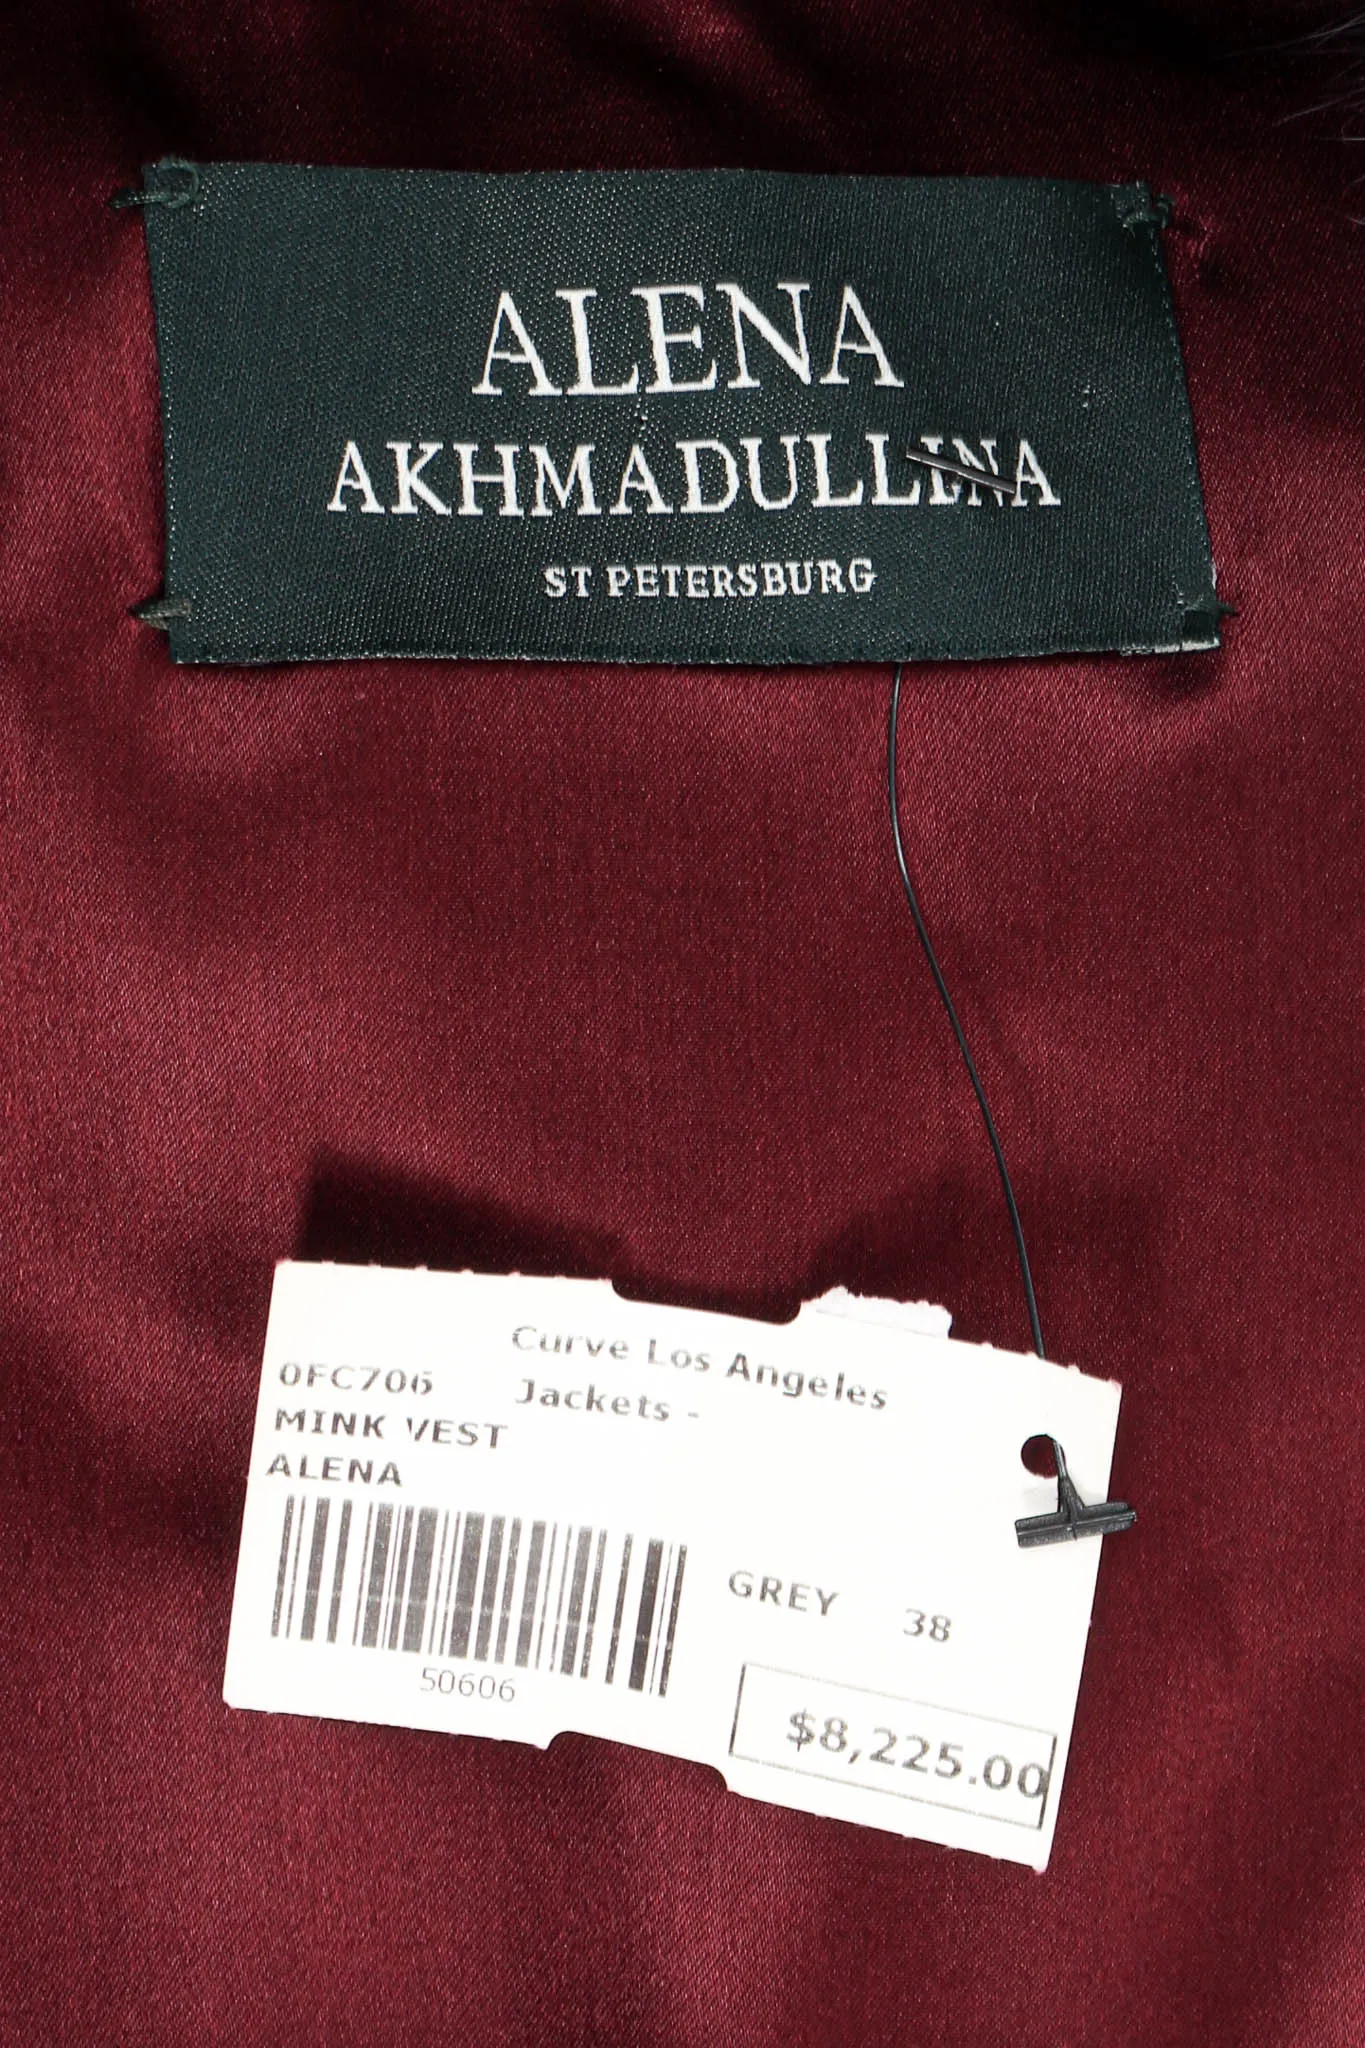 ALENA
AKHMADULLINA
ST PETERSBURG
Curve Los Angeles
0FC706 Jackets -
MINK VEST
ALENA
GREY 38
50606
$8,225.00